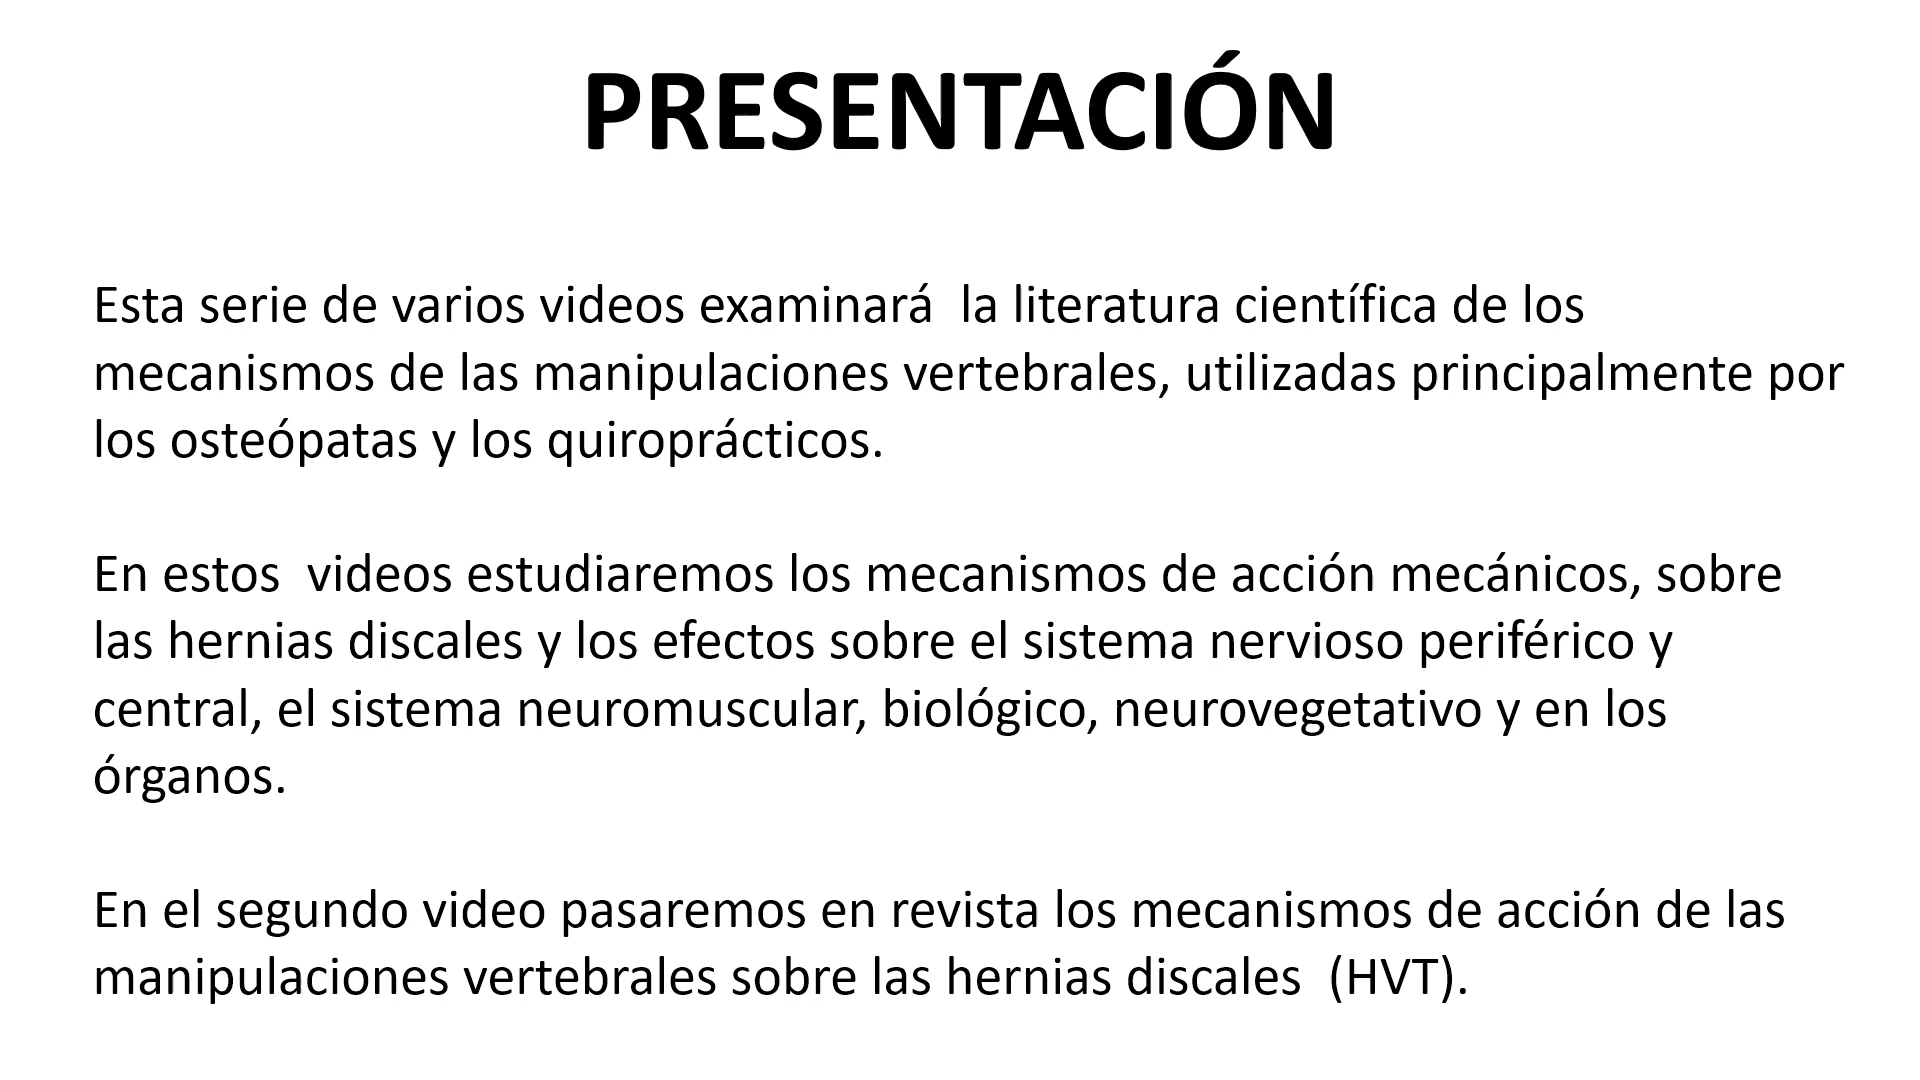 PRESENTACIÓN
Esta serie de varios videos examinará  la literatura científica de los
mecanismos de las manipulaciones vertebrales, utilizadas principalmente por
los osteópatas y los quiroprácticos.
En estos  videos estudiaremos los mecanismos de acción mecánicos, sobre
las hernias discales y los efectos sobre el sistema nervioso periférico y
central, el sistema neuromuscular, biológico, neurovegetativo y en los
órganos.
En el segundo video pasaremos en revista los mecanismos de acción de las
manipulaciones vertebrales sobre las hernias discales  (HVT).